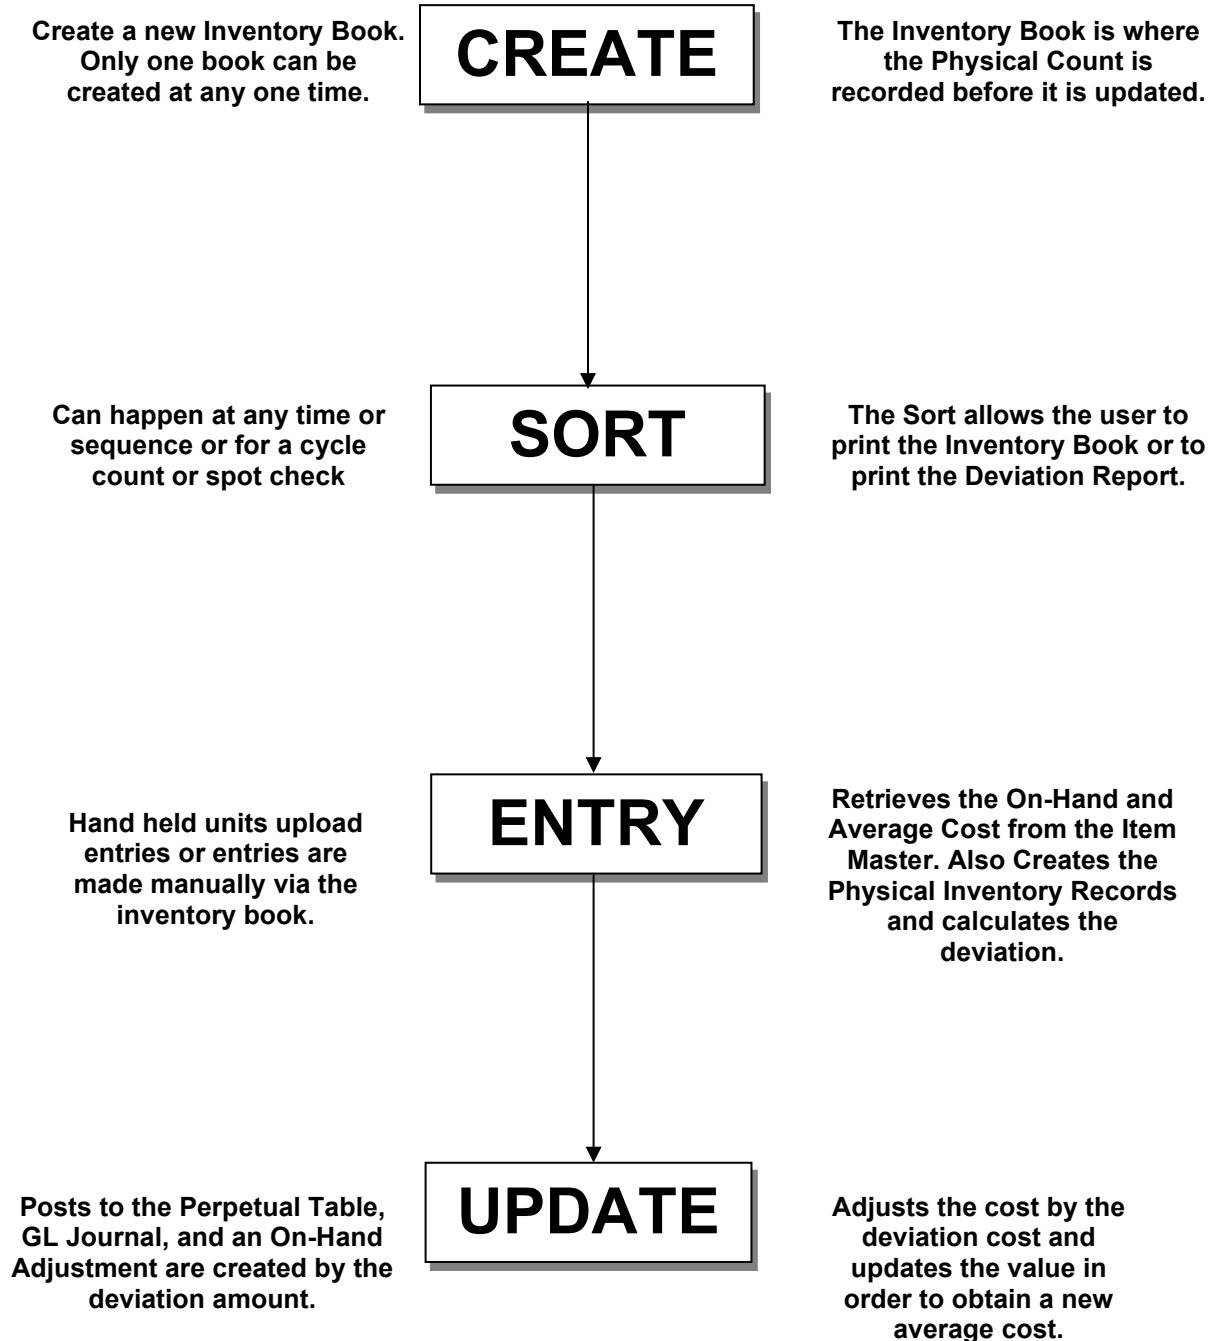 Create a new Inventory Book.
Only one book can be
created at any one time.
CREATE
The Inventory Book is where
the Physical Count is
recorded before it is updated.
Can happen at any time or
sequence or for a cycle
count or spot check
SORT
The Sort allows the user to
print the Inventory Book or to
print the Deviation Report.
Hand held units upload
entries or entries are
made manually via the
inventory book.
ENTRY
Retrieves the On-Hand and
Average Cost from the Item
Master. Also Creates the
Physical Inventory Records
and calculates the
deviation.
Posts to the Perpetual Table,
GL Journal, and an On-Hand
Adjustment are created by the
deviation amount.
UPDATE
Adjusts the cost by the
deviation cost and
updates the value in
order to obtain a new
average cost.